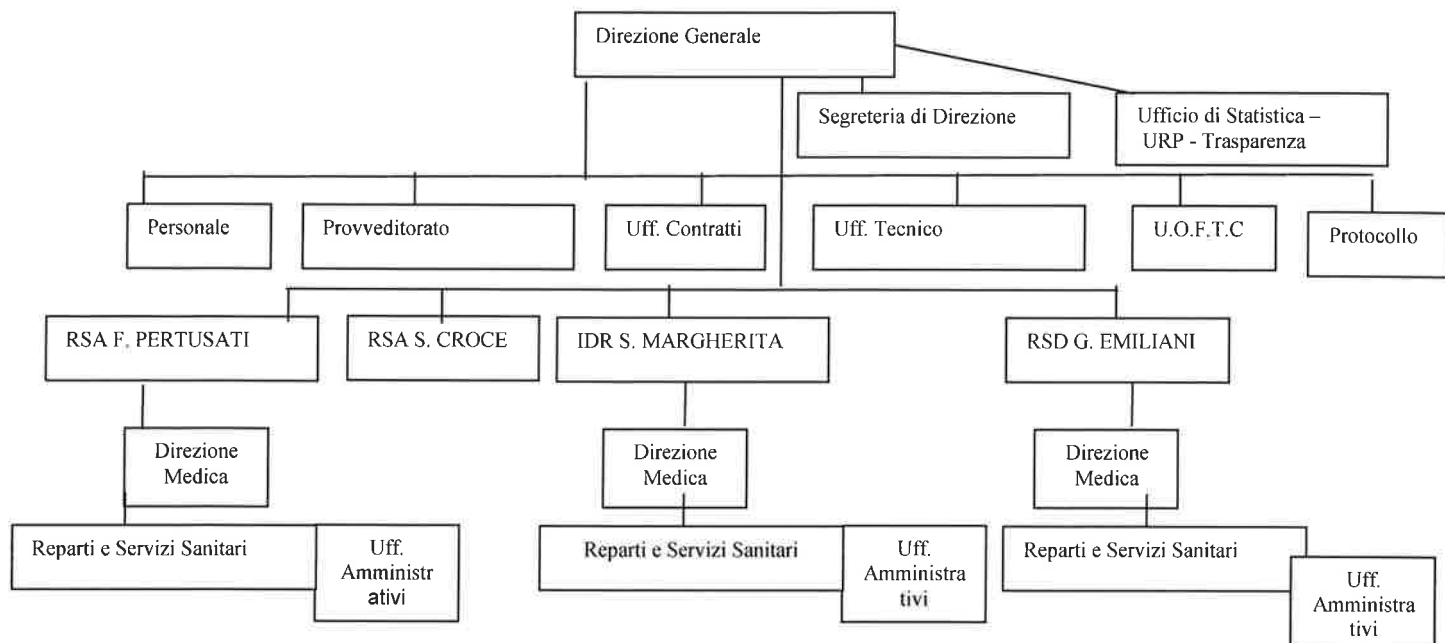 Direzione Generale
Segreteria di Direzione
Ufficio di Statistica –
URP - Trasparenza
Personale
Provveditorato
Uff. Contratti
Uff. Tecnico
U.O.F.T.C
Protocollo
RSA F. PERTUSATI
RSA S. CROCE
IDR S. MARGHERITA
RSD G. EMILIANI
Direzione
Medica
Direzione
Medica
Direzione
Medica
Reparti e Servizi Sanitari
Uff.
Amministr
ativi
Reparti e Servizi Sanitari
Uff.
Amministra
tivi
Reparti e Servizi Sanitari
Uff.
Amministra
tivi